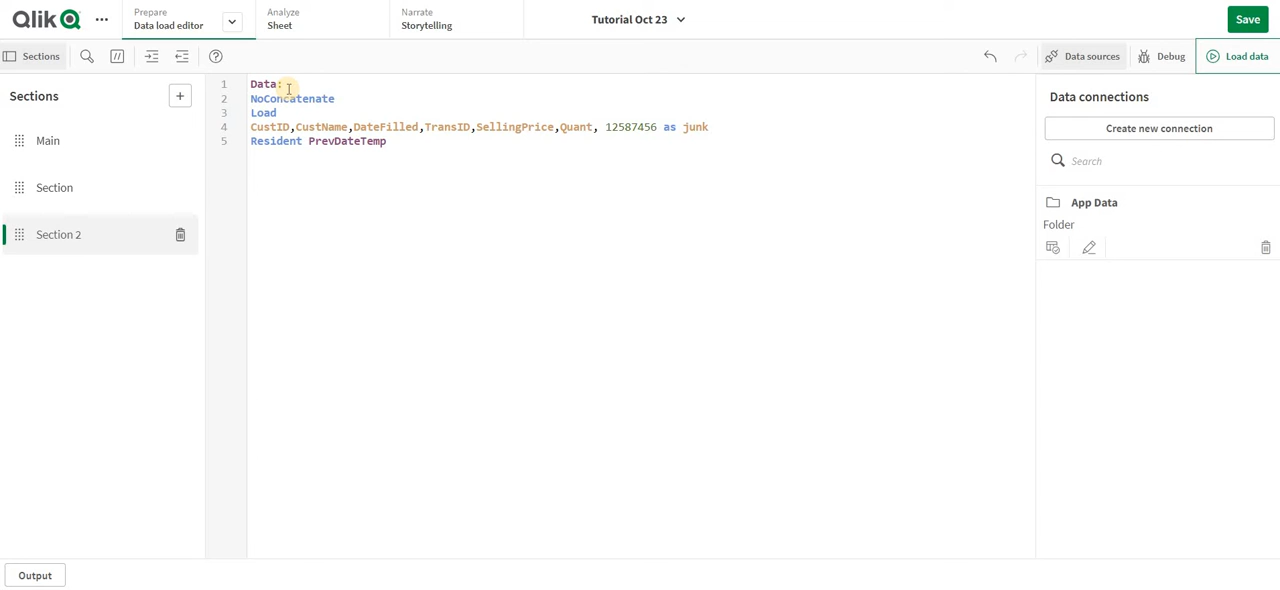 Qlik
Prepare
Data load editor
Analyze
Sheet
Narrate
Storytelling
Tutorial Oct 23
Save
Sections
//
Data sources
Debug
Load data
Sections
+
Main
Section
Section 2
1 Data:
2 NoConcatenate
3 Load
4 CustID,CustName,DateFilled,TransID,SellingPrice,Quant, 12587456 as junk
5 Resident PrevDateTemp
Data connections
Create new connection
Search
App Data
Folder
Output